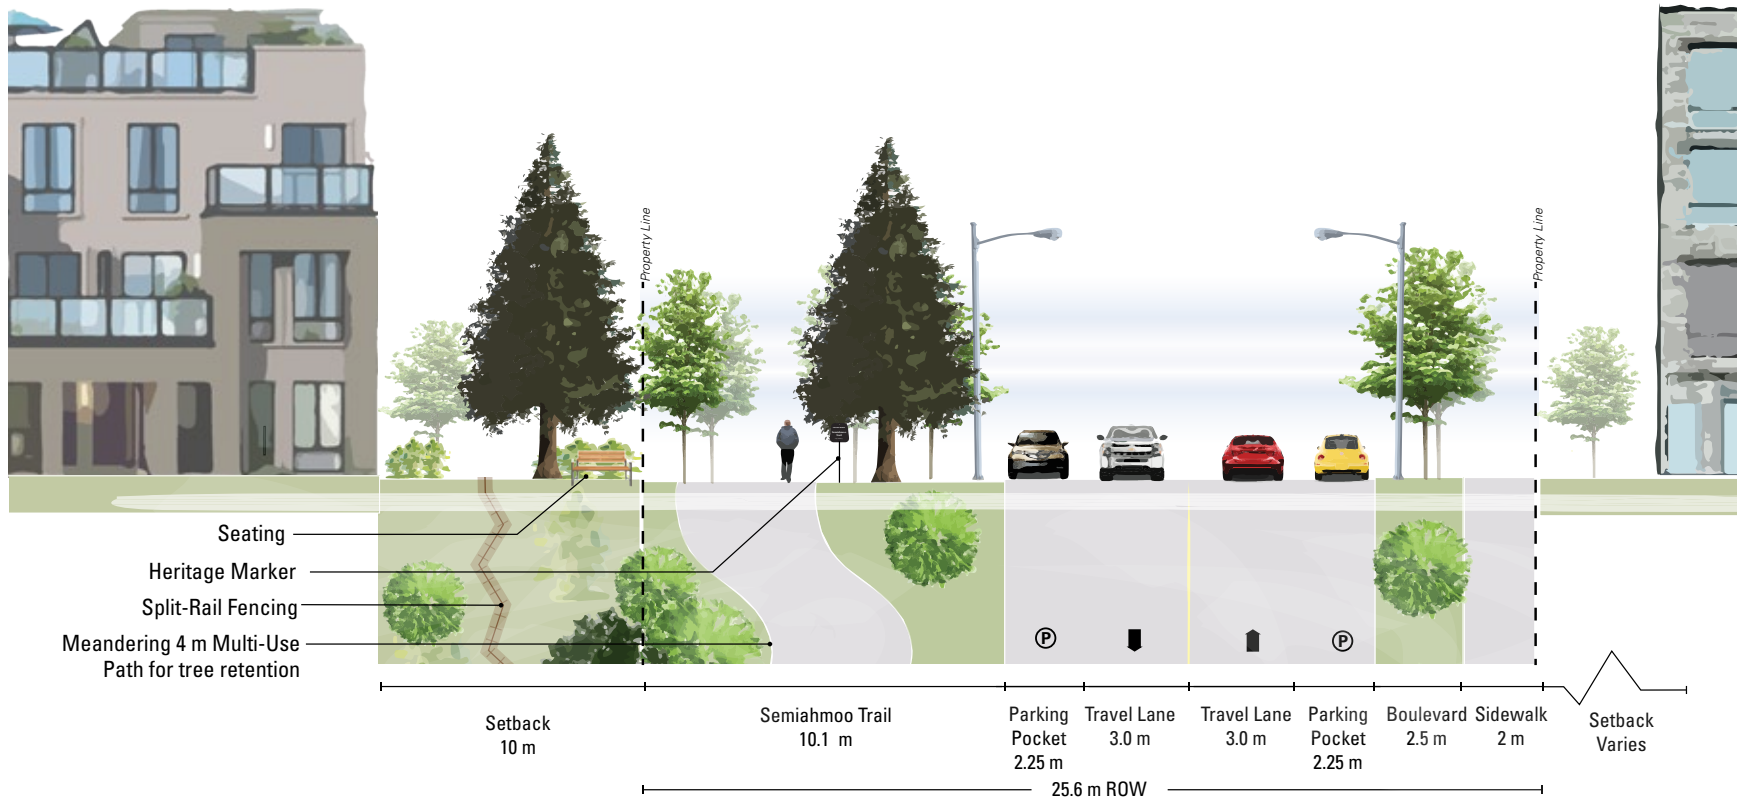 Property Line
Property Line
Seating
Heritage Marker
Split-Rail Fencing
Meandering 4 m Multi-Use
Path for tree retention
P
P
Setback
10 m
Semiahmoo Trail
10.1 m
Parking
Pocket
2.25 m
Travel Lane
3.0 m
Travel Lane
3.0 m
Parking
Pocket
2.25 m
Boulevard
2.5 m
Sidewalk
2 m
Setback
Varies
25.6 m ROW